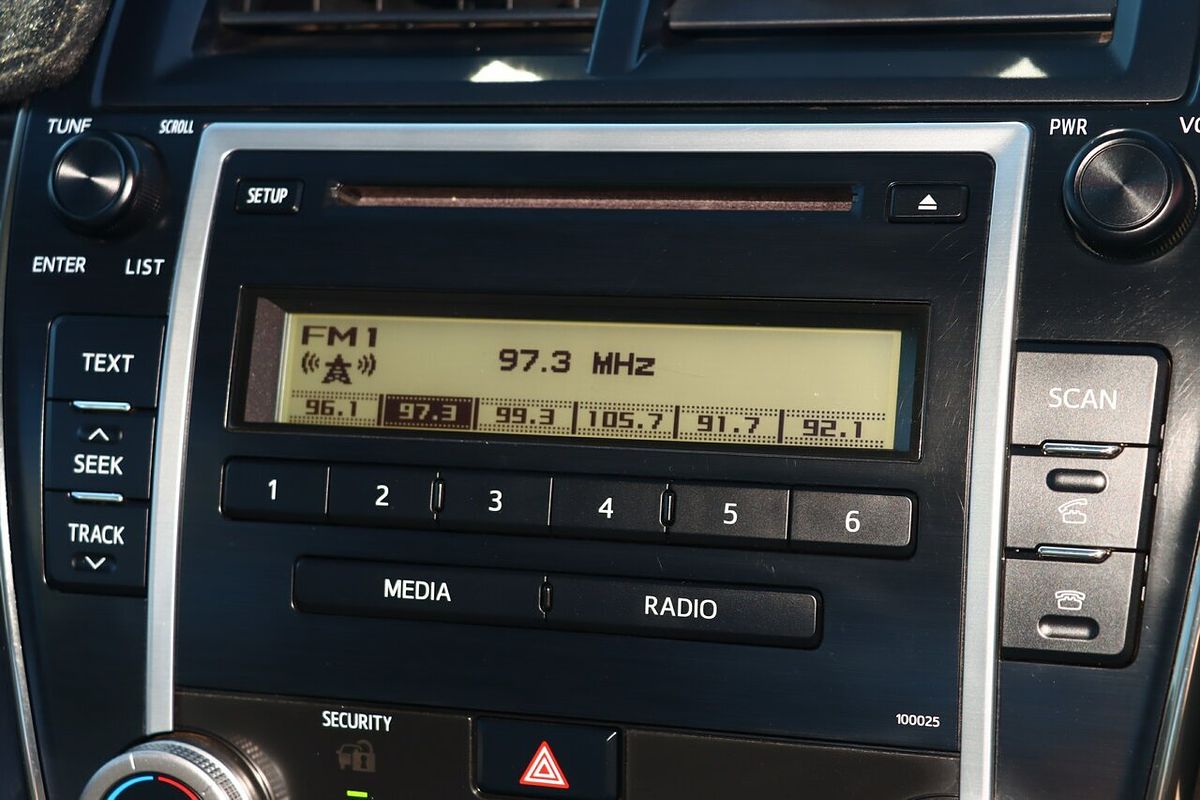 TUNE SCROLL
PWR
SETUP
ENTER LIST
FM1
97.3 MHz
96.1 97.3 99.3 105.7 91.7 92.1
TEXT
SEEK
TRACK
SCAN
1 2 3 4 5 6
MEDIA RADIO
100025
SECURITY